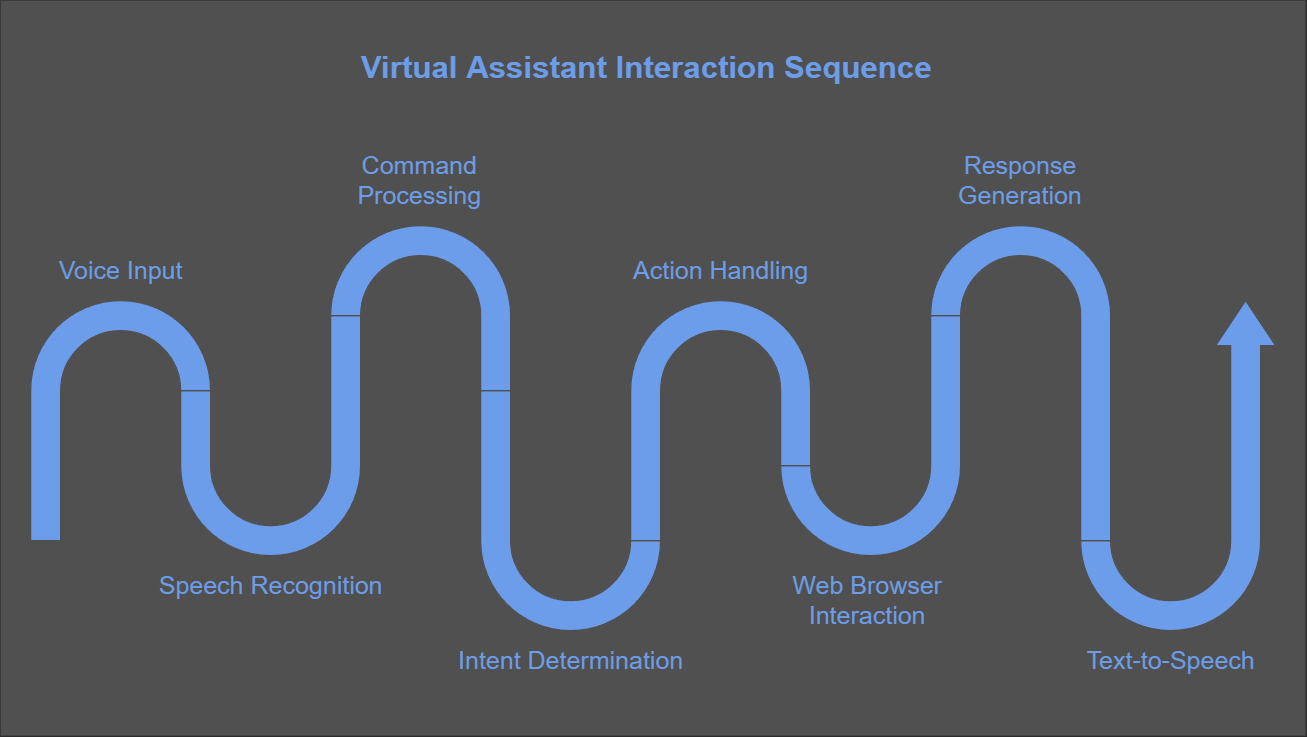 Virtual Assistant Interaction Sequence
Voice Input
Speech Recognition
Command
Processing
Intent Determination
Action Handling
Web Browser
Interaction
Response
Generation
Text-to-Speech